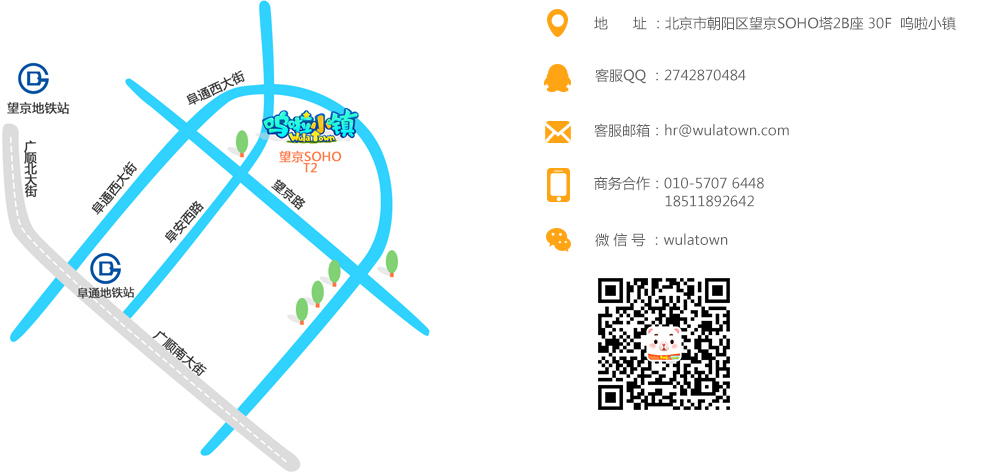 阜通西大街
望京地铁站
呜啦小镇
WulaTown
望京SOHO
T2
广顺北大街
阜通西大街
望京路
阜安西路
阜通地铁站
广顺南大街
地 址 ：北京市朝阳区望京SOHO塔2B座 30F 呜啦小镇
客服QQ ：2742870484
客服邮箱：hr@wulatown.com
商务合作：010-5707 6448
18511892642
微 信 号 ：wulatown